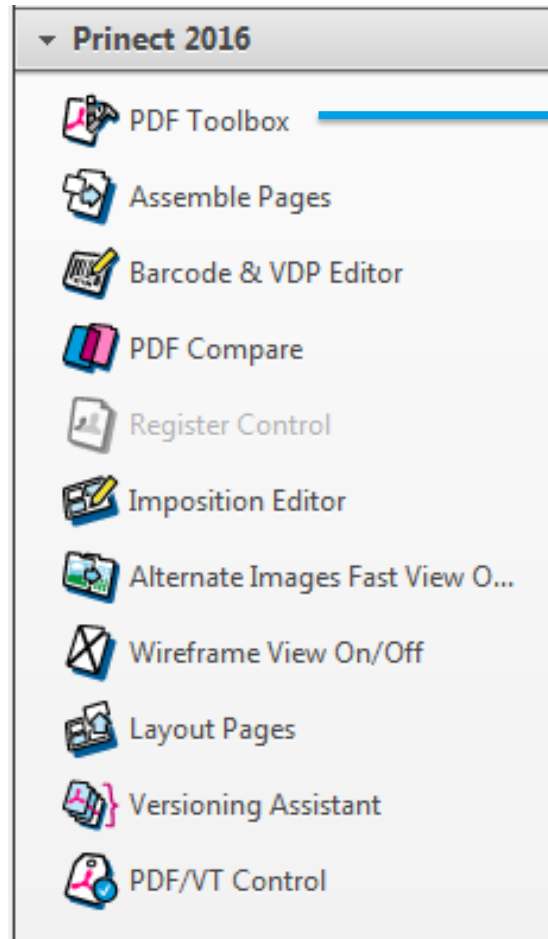 Prinect 2016
PDF Toolbox
Assemble Pages
Barcode & VDP Editor
PDF Compare
Register Control
Imposition Editor
Alternate Images Fast View O...
Wireframe View On/Off
Layout Pages
Versioning Assistant
PDF/VT Control